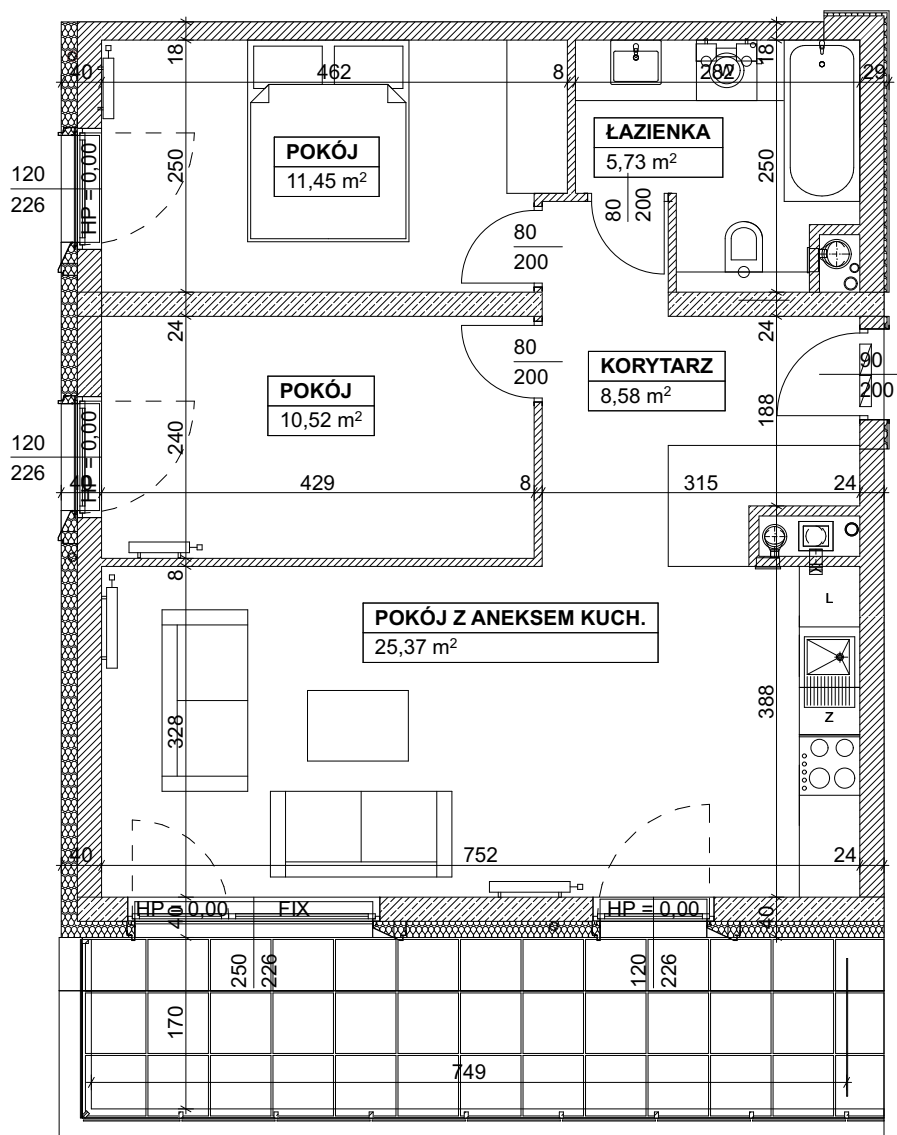 18
18
40
462
8
282
W
29
POKÓJ
11,45 m²
ŁAZIENKA
5,73 m²
250
250
120
226
HP = 0,00
80
200
80
200
24
24
80
200
KORYTARZ
8,58 m²
90
200
POKÓJ
10,52 m²
240
188
120
226
HP = 0,00
40
429
8
315
24
8
POKÓJ Z ANEKSEM KUCH.
25,37 m²
L
328
388
Z
40
752
24
HP = 0,00
FIX
HP = 0,00
40
40
250
226
120
226
170
749